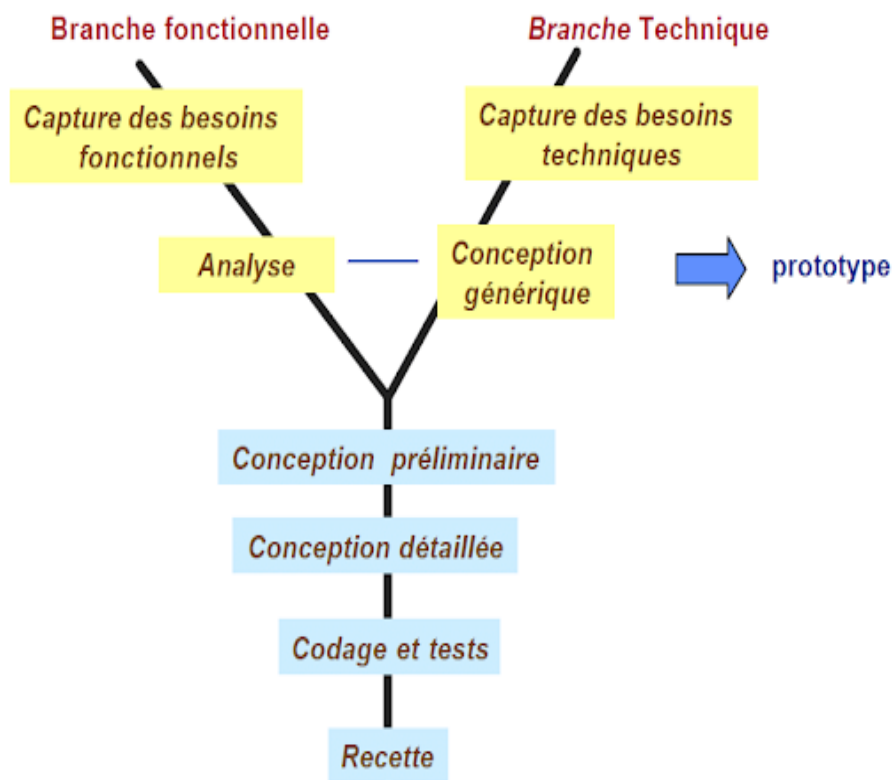 Branche fonctionnelle
Branche Technique
Capture des besoins
fonctionnels
Capture des besoins
techniques
Analyse
Conception
générique
prototype
Conception préliminaire
Conception détaillée
Codage et tests
Recette